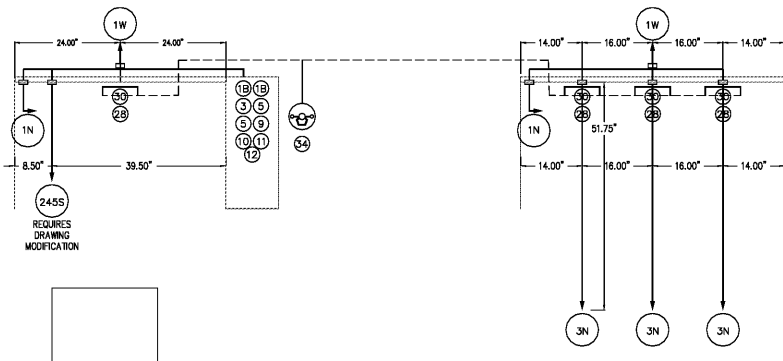 1W
24.00" 24.00"
1N
30
28
1B 1B
3 5
5 9
10 11
12
34
8.50" 39.50"
245S
REQUIRES
DRAWING
MODIFICATION
1W
14.00" 16.00" 16.00" 14.00"
1N
30 30 30
28 28 28
51.75"
14.00" 16.00" 16.00" 14.00"
3N 3N 3N